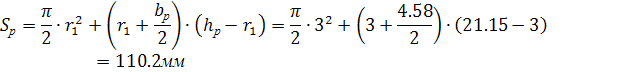 S_p = π/2 · r_1^2 + (r_1 + b_p/2) · (h_p − r_1) = π/2 · 3^2 + (3 + 4.58/2) · (21.15 − 3)
= 110.2мм